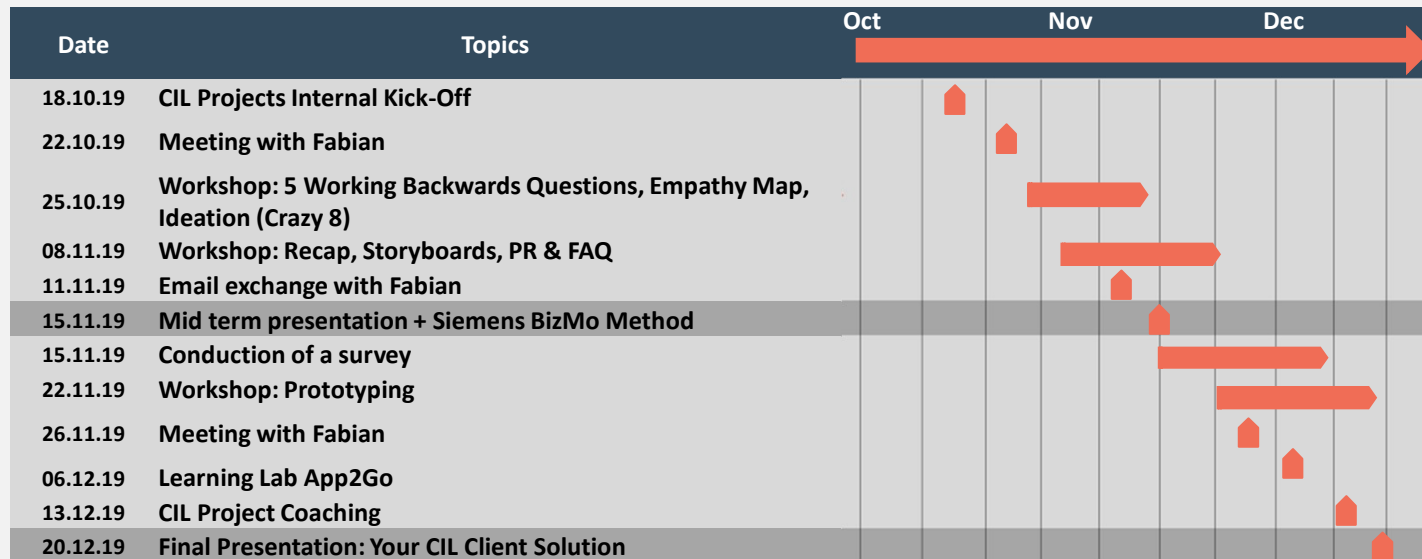 Date Topics Oct Nov Dec
18.10.19 CIL Projects Internal Kick-Off
22.10.19 Meeting with Fabian
25.10.19 Workshop: 5 Working Backwards Questions, Empathy Map,
Ideation (Crazy 8)
08.11.19 Workshop: Recap, Storyboards, PR & FAQ
11.11.19 Email exchange with Fabian
15.11.19 Mid term presentation + Siemens BizMo Method
15.11.19 Conduction of a survey
22.11.19 Workshop: Prototyping
26.11.19 Meeting with Fabian
06.12.19 Learning Lab App2Go
13.12.19 CIL Project Coaching
20.12.19 Final Presentation: Your CIL Client Solution